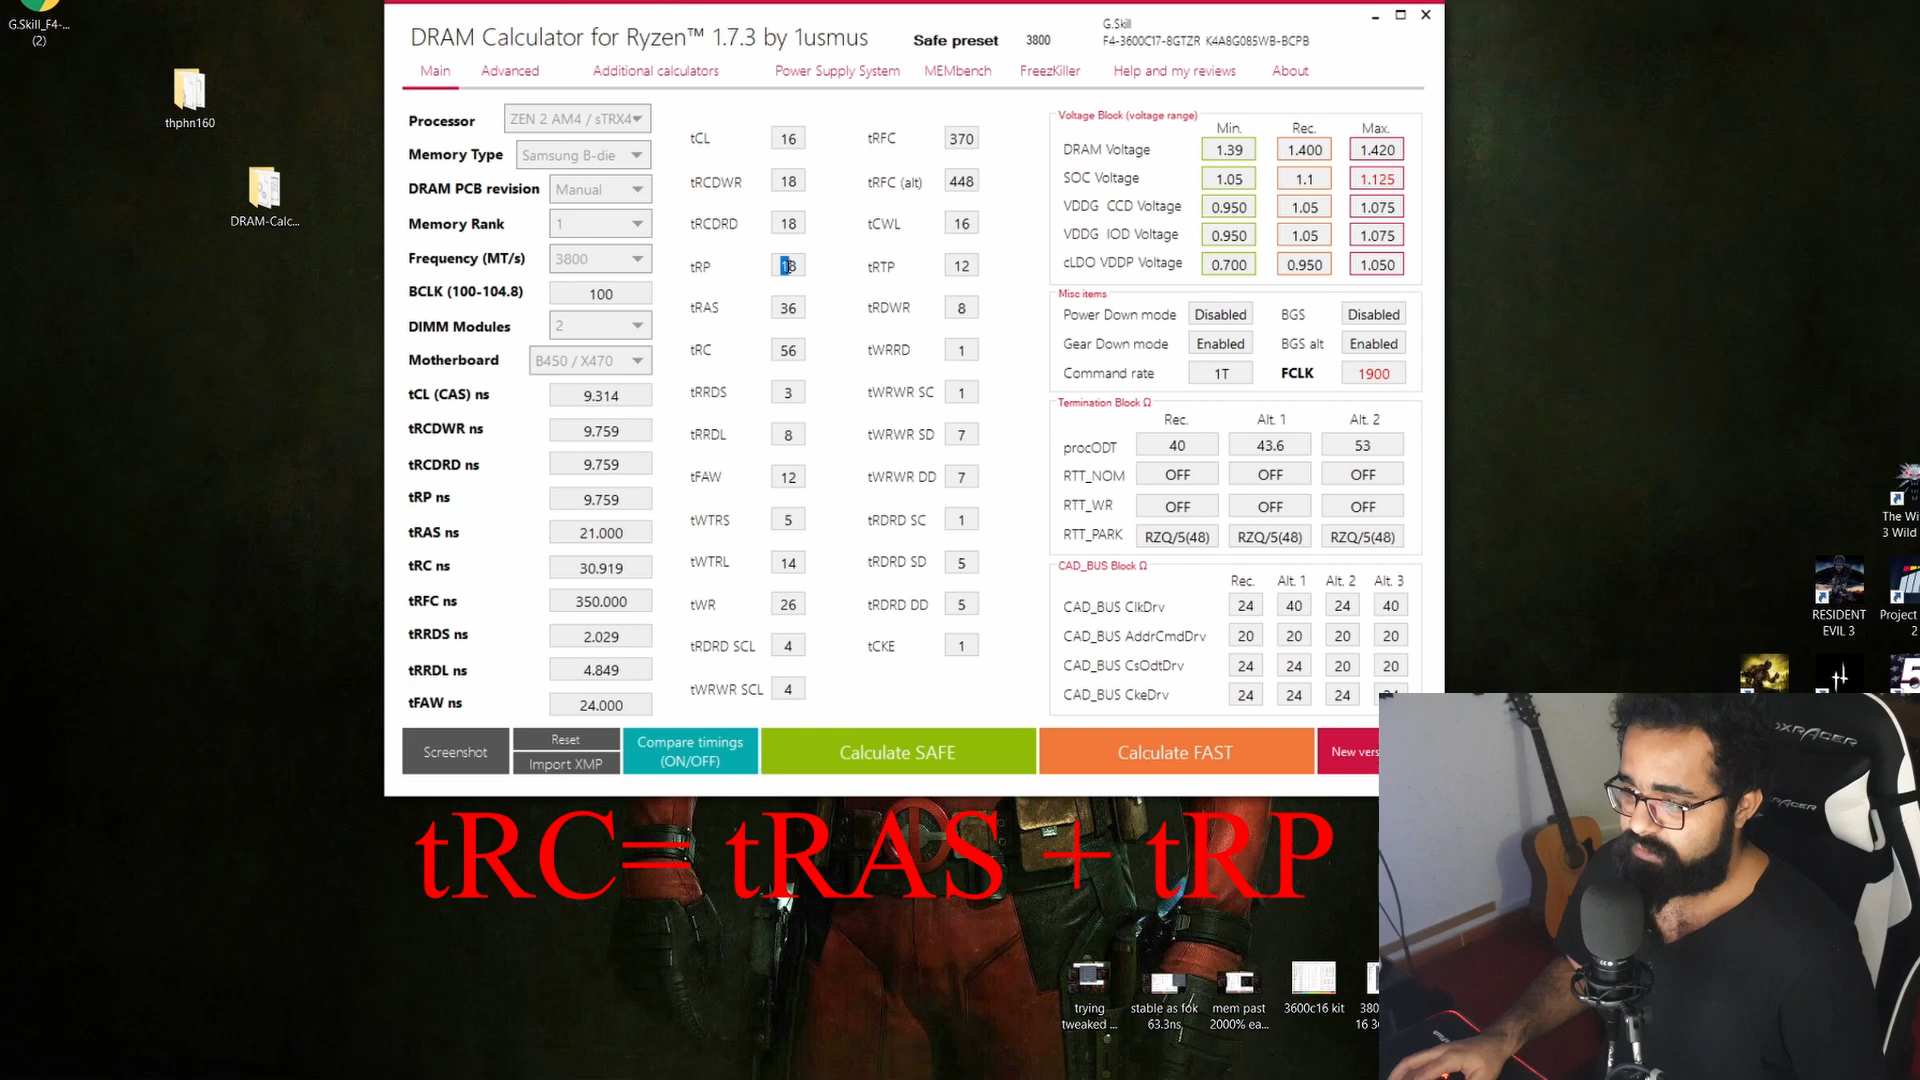 G.Skill_F4-...
(2)
thphn160
DRAM-Calc...
DRAM Calculator for Ryzen™ 1.7.3 by 1usmus
Safe preset 3800
G.Skill
F4-3600C17-8GTZR K4A8G085WB-BCPB
Main Advanced Additional calculators Power Supply System MEMbench FreezKiller Help and my reviews About
Processor ZEN 2 AM4 / sTRX4
Memory Type Samsung B-die
DRAM PCB revision Manual
Memory Rank 1
Frequency (MT/s) 3800
BCLK (100-104.8) 100
DIMM Modules 2
Motherboard B450 / X470
tCL (CAS) ns 9.314
tRCDWR ns 9.759
tRCDRD ns 9.759
tRP ns 9.759
tRAS ns 21.000
tRC ns 30.919
tRFC ns 350.000
tRRDS ns 2.029
tRRDL ns 4.849
tFAW ns 24.000
tCL 16
tRCDWR 18
tRCDRD 18
tRP 18
tRAS 36
tRC 56
tRRDS 3
tRRDL 8
tFAW 12
tWTRS 5
tWTRL 14
tWR 26
tRDRD SCL 4
tWRWR SCL 4
tRFC 370
tRFC (alt) 448
tCWL 16
tRTP 12
tRDWR 8
tWRRD 1
tWRWR SC 1
tWRWR SD 7
tWRWR DD 7
tRDRD SC 1
tRDRD SD 5
tRDRD DD 5
tCKE 1
Voltage Block (voltage range)
Min. Rec. Max.
DRAM Voltage 1.39 1.400 1.420
SOC Voltage 1.05 1.1 1.125
VDDG CCD Voltage 0.950 1.05 1.075
VDDG IOD Voltage 0.950 1.05 1.075
cLDO VDDP Voltage 0.700 0.950 1.050
Misc items
Power Down mode Disabled BGS Disabled
Gear Down mode Enabled BGS alt Enabled
Command rate 1T FCLK 1900
Termination Block Ω
Rec. Alt. 1 Alt. 2
procODT 40 43.6 53
RTT_NOM OFF OFF OFF
RTT_WR OFF OFF OFF
RTT_PARK RZQ/5(48) RZQ/5(48) RZQ/5(48)
CAD_BUS Block Ω
Rec. Alt. 1 Alt. 2 Alt. 3
CAD_BUS ClkDrv 24 40 24 40
CAD_BUS AddrCmdDrv 20 20 20 20
CAD_BUS CsOdtDrv 24 24 20 20
CAD_BUS CkeDrv 24 24 24
Screenshot
Reset
Import XMP
Compare timings
(ON/OFF)
Calculate SAFE
Calculate FAST
New vers
tRC= tRAS + tRP
The Wi
3 Wild
RESIDENT
EVIL 3
Project
2
trying
tweaked ...
stable as fok
63.3ns
mem past
2000% ea...
3600c16 kit
380
16 3
DXRACER
RACER